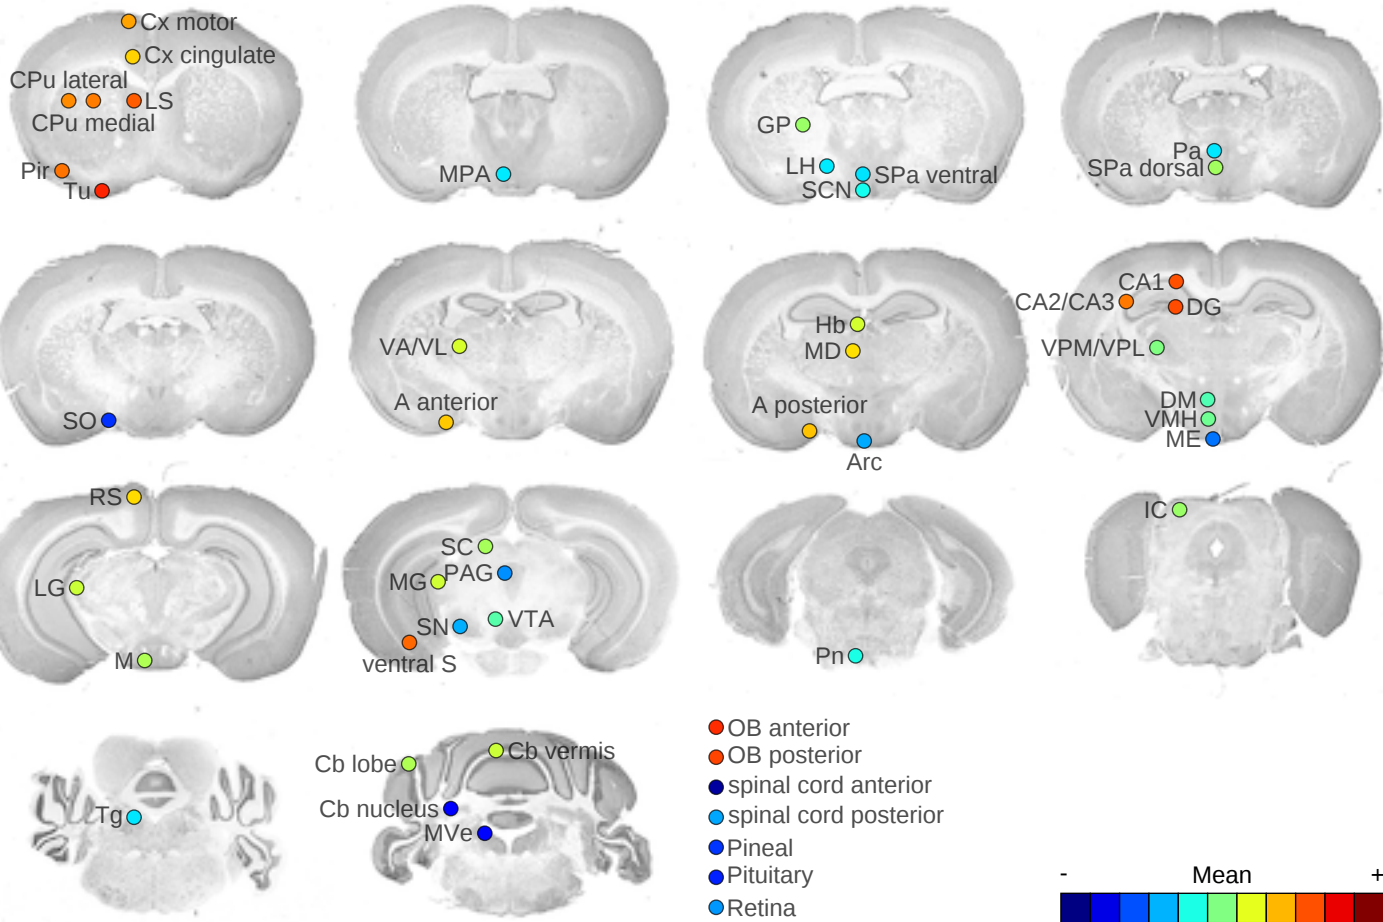 Cx motor
Cx cingulate
CPu lateral
LS
CPu medial
Pir
Tu
MPA
GP
LH
SPa ventral
SCN
Pa
SPa dorsal
SO
VA/VL
A anterior
Hb
MD
A posterior
Arc
CA1
CA2/CA3
DG
VPM/VPL
DM
VMH
ME
RS
LG
M
SC
PAG
MG
SN
VTA
ventral S
Pn
IC
Tg
Cb lobe
Cb vermis
Cb nucleus
MVe
OB anterior
OB posterior
spinal cord anterior
spinal cord posterior
Pineal
Pituitary
Retina
- Mean +